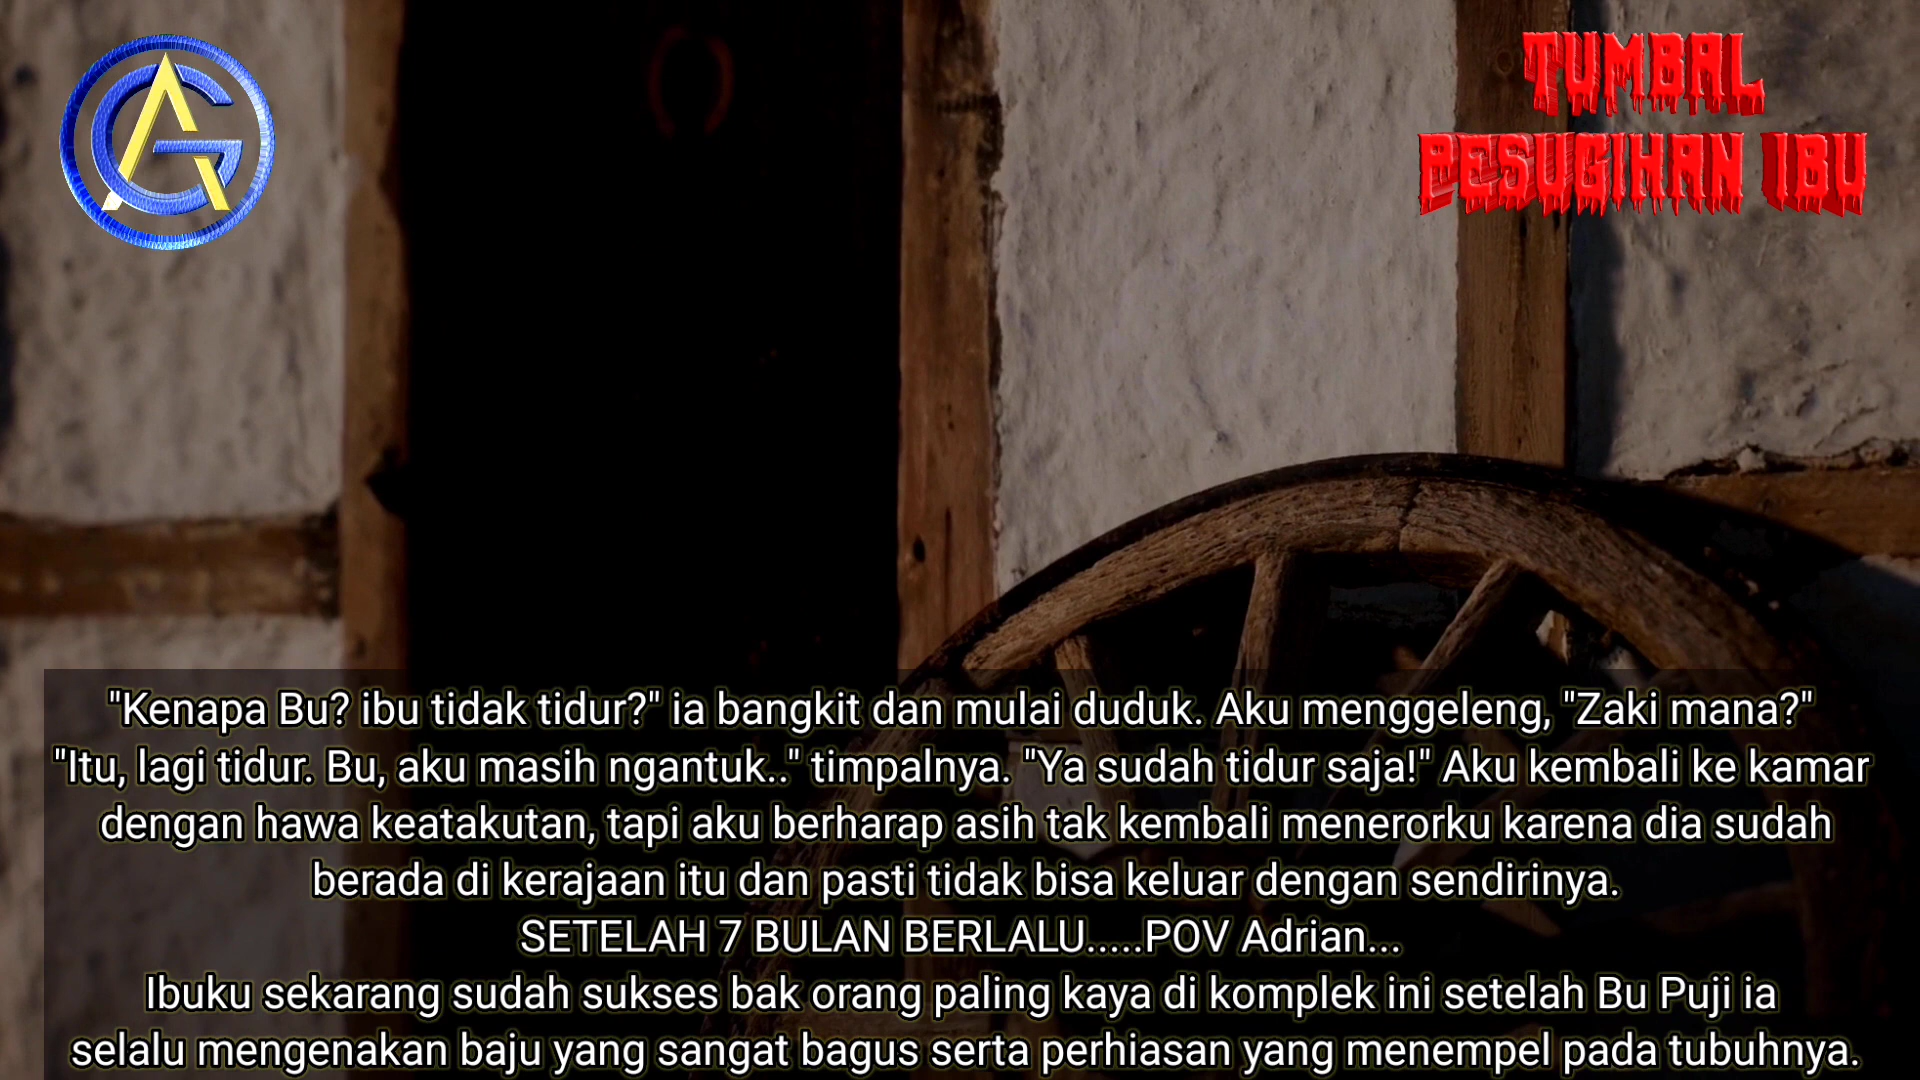 TUMBAL
PESUGIHAN IBU
"Kenapa Bu? ibu tidak tidur?" ia bangkit dan mulai duduk. Aku menggeleng, "Zaki mana?"
"Itu, lagi tidur. Bu, aku masih ngantuk.." timpalnya. "Ya sudah tidur saja!" Aku kembali ke kamar
dengan hawa keatakutan, tapi aku berharap asih tak kembali menerorku karena dia sudah
berada di kerajaan itu dan pasti tidak bisa keluar dengan sendirinya.
SETELAH 7 BULAN BERLALU.....POV Adrian...
Ibuku sekarang sudah sukses bak orang paling kaya di komplek ini setelah Bu Puji ia
selalu mengenakan baju yang sangat bagus serta perhiasan yang menempel pada tubuhnya.